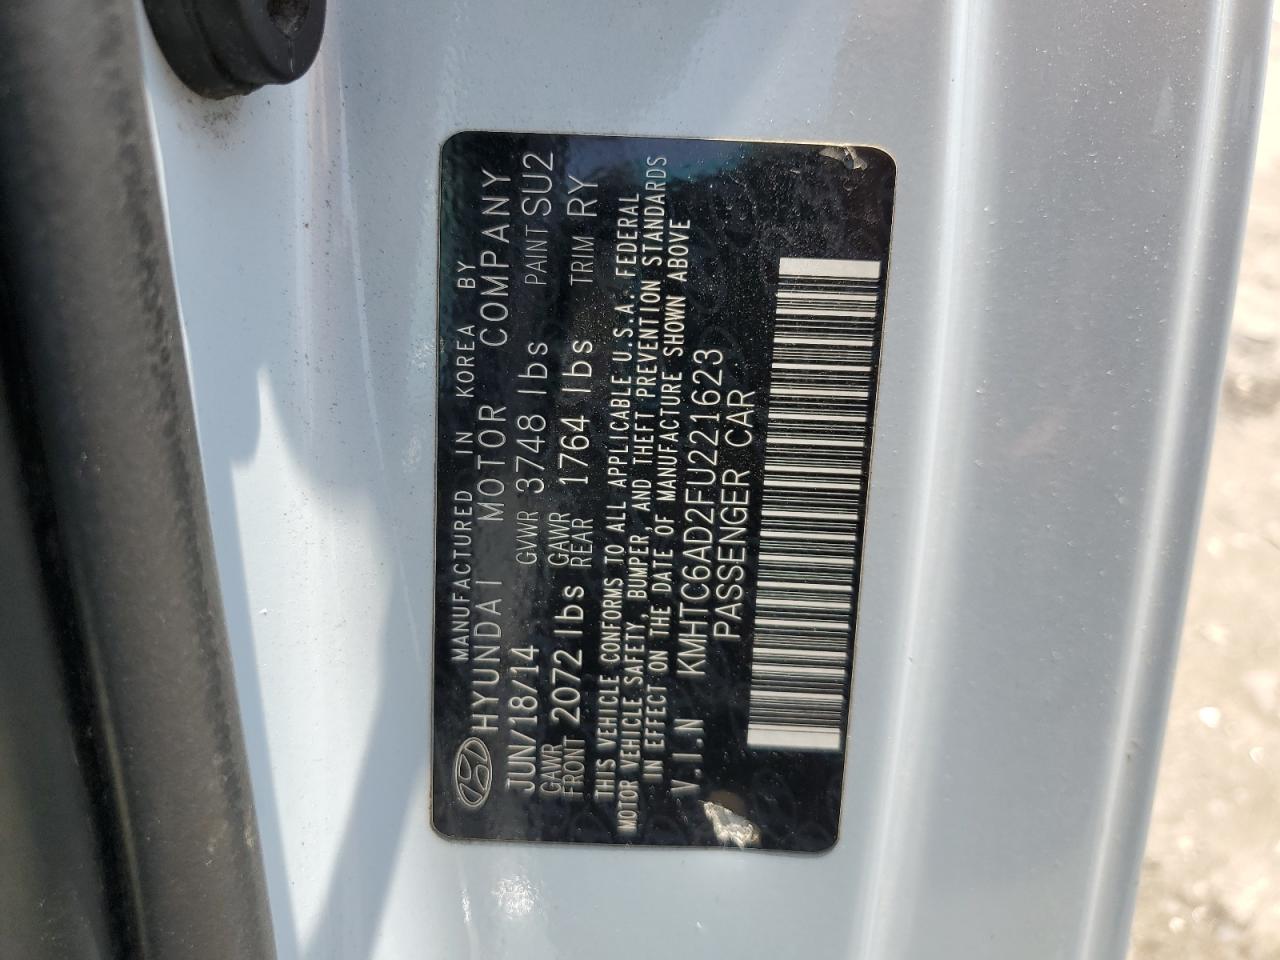 MANUFACTURED IN KOREA BY
HYUNDAI MOTOR COMPANY
JUN/18/14 GVWR 3748 lbs PAINT SU2
GAWR FRONT 2072 lbs GAWR REAR 1764 lbs TRIM RY
THIS VEHICLE CONFORMS TO ALL APPLICABLE U.S.A. FEDERAL
MOTOR VEHICLE SAFETY, BUMPER, AND THEFT PREVENTION STANDARDS
IN EFFECT ON THE DATE OF MANUFACTURE SHOWN ABOVE
V.I.N KMHTC6AD2FU221623
PASSENGER CAR